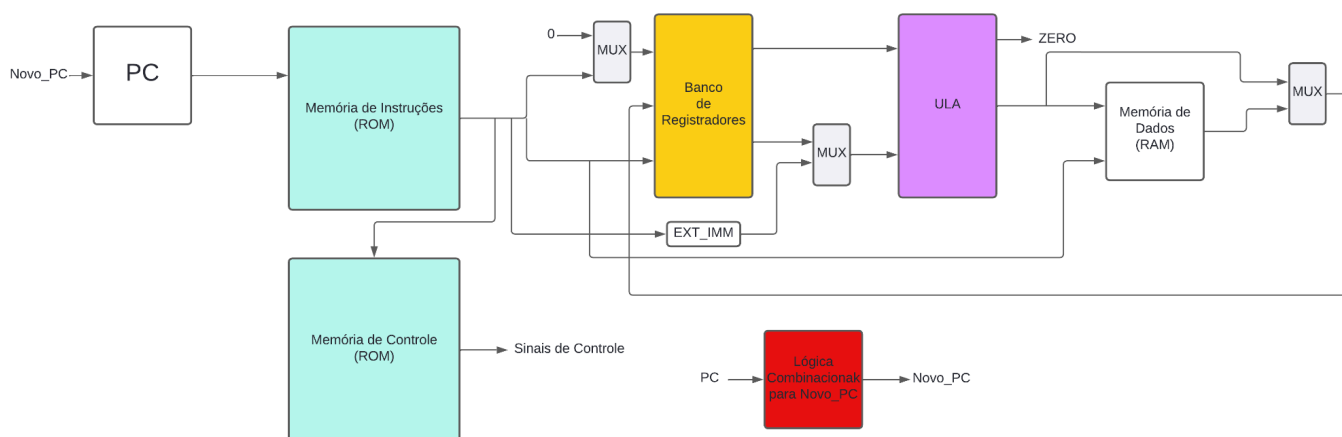 0
MUX
ZERO
Novo_PC
PC
Memória de Instruções
(ROM)
Banco
de
Registradores
ULA
MUX
Memória de
Dados
(RAM)
MUX
EXT_IMM
Memória de Controle
(ROM)
Sinais de Controle
PC
Lógica
Combinacionak
para Novo_PC
Novo_PC